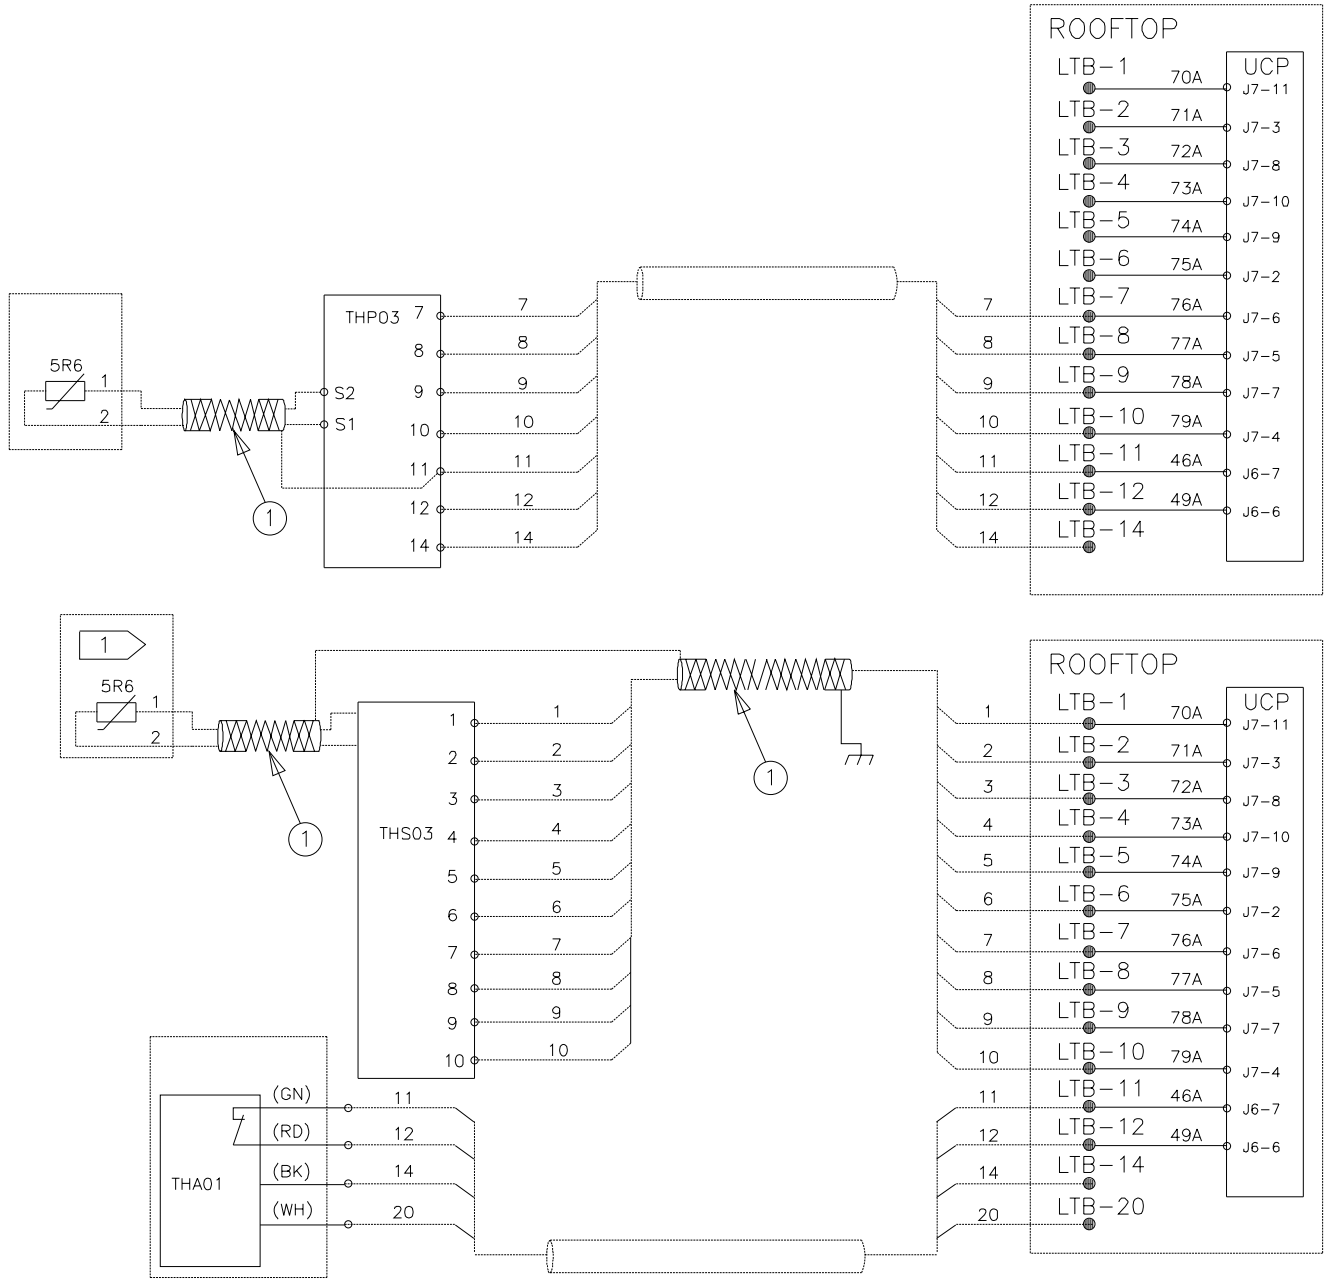 ROOFTOP
LTB-1 70A UCP J7-11
LTB-2 71A J7-3
LTB-3 72A J7-8
LTB-4 73A J7-10
LTB-5 74A J7-9
LTB-6 75A J7-2
THP03 7 7 7 LTB-7 76A J7-6
8 8 8 LTB-8 77A J7-5
5R6 1 S2 9 9 9 LTB-9 78A J7-7
2 S1 10 10 10 LTB-10 79A J7-4
11 11 11 LTB-11 46A J6-7
1 12 12 12 LTB-12 49A J6-6
14 14 14 LTB-14
1
ROOFTOP
5R6 1 1 1 1 LTB-1 70A UCP J7-11
2 2 2 2 LTB-2 71A J7-3
1 3 3 3 LTB-3 72A J7-8
1 THS03 4 4 4 LTB-4 73A J7-10
5 5 5 LTB-5 74A J7-9
6 6 6 LTB-6 75A J7-2
7 7 7 LTB-7 76A J7-6
8 8 8 LTB-8 77A J7-5
9 9 9 LTB-9 78A J7-7
10 10 10 LTB-10 79A J7-4
(GN) 11 11 LTB-11 46A J6-7
(RD) 12 12 LTB-12 49A J6-6
THA01 (BK) 14 14 LTB-14
(WH) 20 20 LTB-20